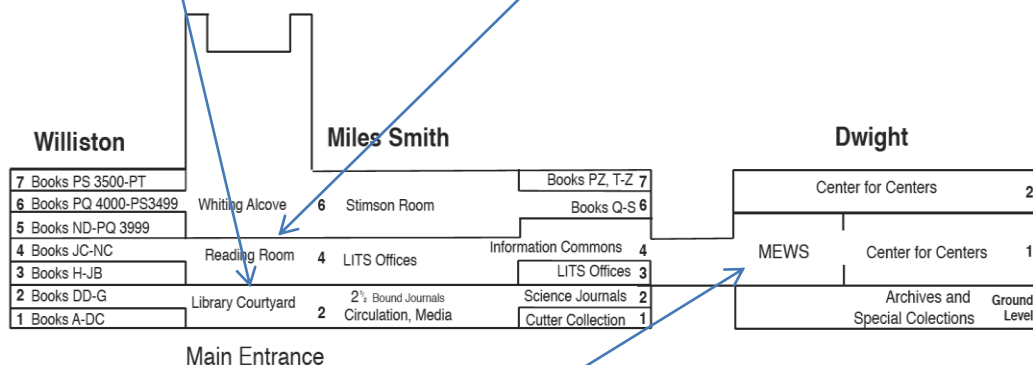 Williston
Miles Smith
Dwight
7 Books PS 3500-PT
6 Books PQ 4000-PS3499
5 Books ND-PQ 3999
4 Books JC-NC
3 Books H-JB
2 Books DD-G
1 Books A-DC
Whiting Alcove
6 Stimson Room
Reading Room
4 LITS Offices
Library Courtyard
2½ Bound Journals
2 Circulation, Media
Books PZ, T-Z 7
Books Q-S 6
Information Commons 4
LITS Offices 3
Science Journals 2
Cutter Collection 1
Center for Centers 2
MEWS
Center for Centers 1
Archives and
Special Colections
Ground
Level
Main Entrance